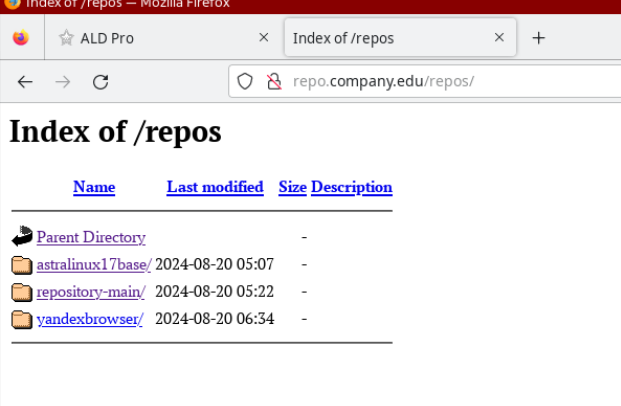 Index of /repos — Mozilla Firefox
ALD Pro
Index of /repos
repo.company.edu/repos/
Index of /repos
Name Last modified Size Description
Parent Directory -
astralinux17base/ 2024-08-20 05:07 -
repository-main/ 2024-08-20 05:22 -
yandexbrowser/ 2024-08-20 06:34 -